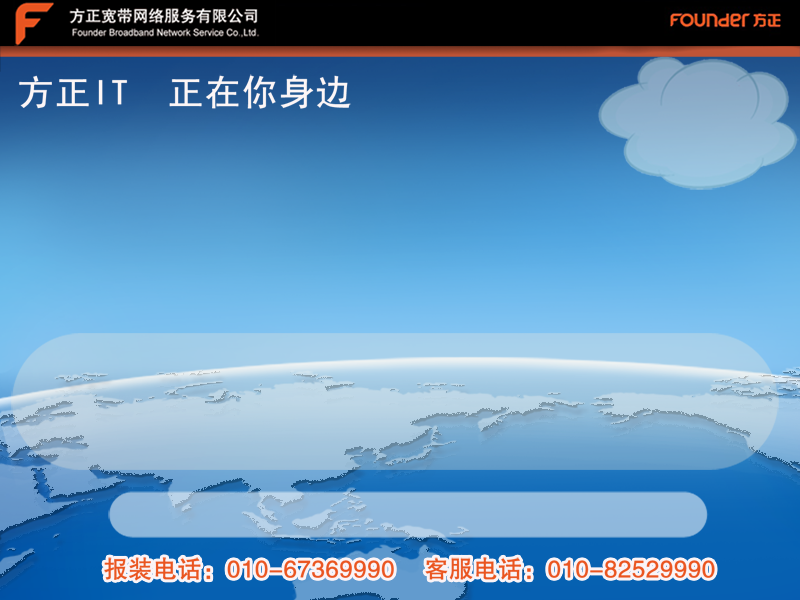 方正宽带网络服务有限公司
Founder Broadband Network Service Co.,Ltd.
FOUNDER 方正
方正IT 正在你身边
报装电话：010-67369990 客服电话：010-82529990